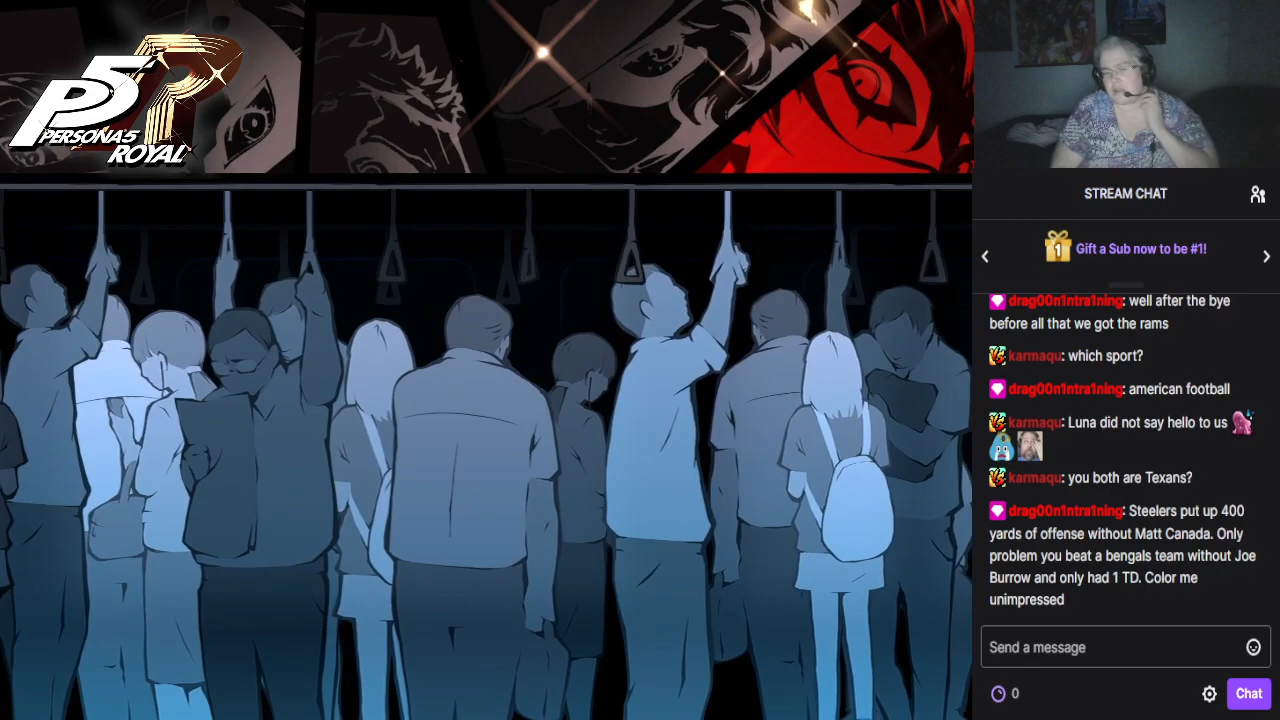 P5R
PERSONA5
ROYAL
STREAM CHAT
1
Gift a Sub now to be #1!
drag00n1ntra1ning: well after the bye
before all that we got the rams
karmaqu: which sport?
drag00n1ntra1ning: american football
karmaqu: Luna did not say hello to us
karmaqu: you both are Texans?
drag00n1ntra1ning: Steelers put up 400
yards of offense without Matt Canada. Only
problem you beat a bengals team without Joe
Burrow and only had 1 TD. Color me
unimpressed
Send a message
0
Chat